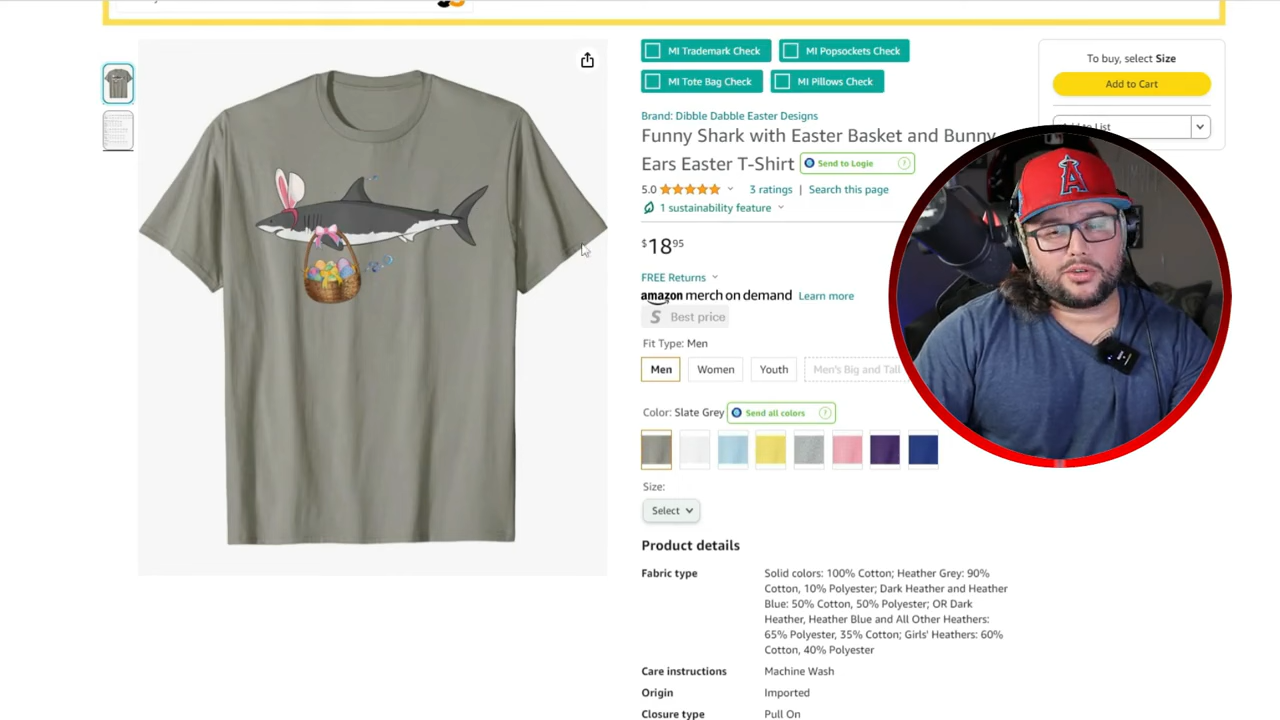 MI Trademark Check
MI Popsockets Check
MI Tote Bag Check
MI Pillows Check
Brand: Dibble Dabble Easter Designs
Funny Shark with Easter Basket and Bunny
Ears Easter T-Shirt
Send to Logie ?
5.0
3 ratings | Search this page
1 sustainability feature
$18 95
FREE Returns
amazon merch on demand Learn more
S Best price
Fit Type: Men
Men
Women
Youth
Men's Big and Tall
Color: Slate Grey
Send all colors ?
Size:
Select
Product details
Fabric type
Solid colors: 100% Cotton; Heather Grey: 90%
Cotton, 10% Polyester; Dark Heather and Heather
Blue: 50% Cotton, 50% Polyester; OR Dark
Heather, Heather Blue and All Other Heathers:
65% Polyester, 35% Cotton; Girls' Heathers: 60%
Cotton, 40% Polyester
Care instructions
Machine Wash
Origin
Imported
Closure type
Pull On
To buy, select Size
Add to Cart
Add to List
A